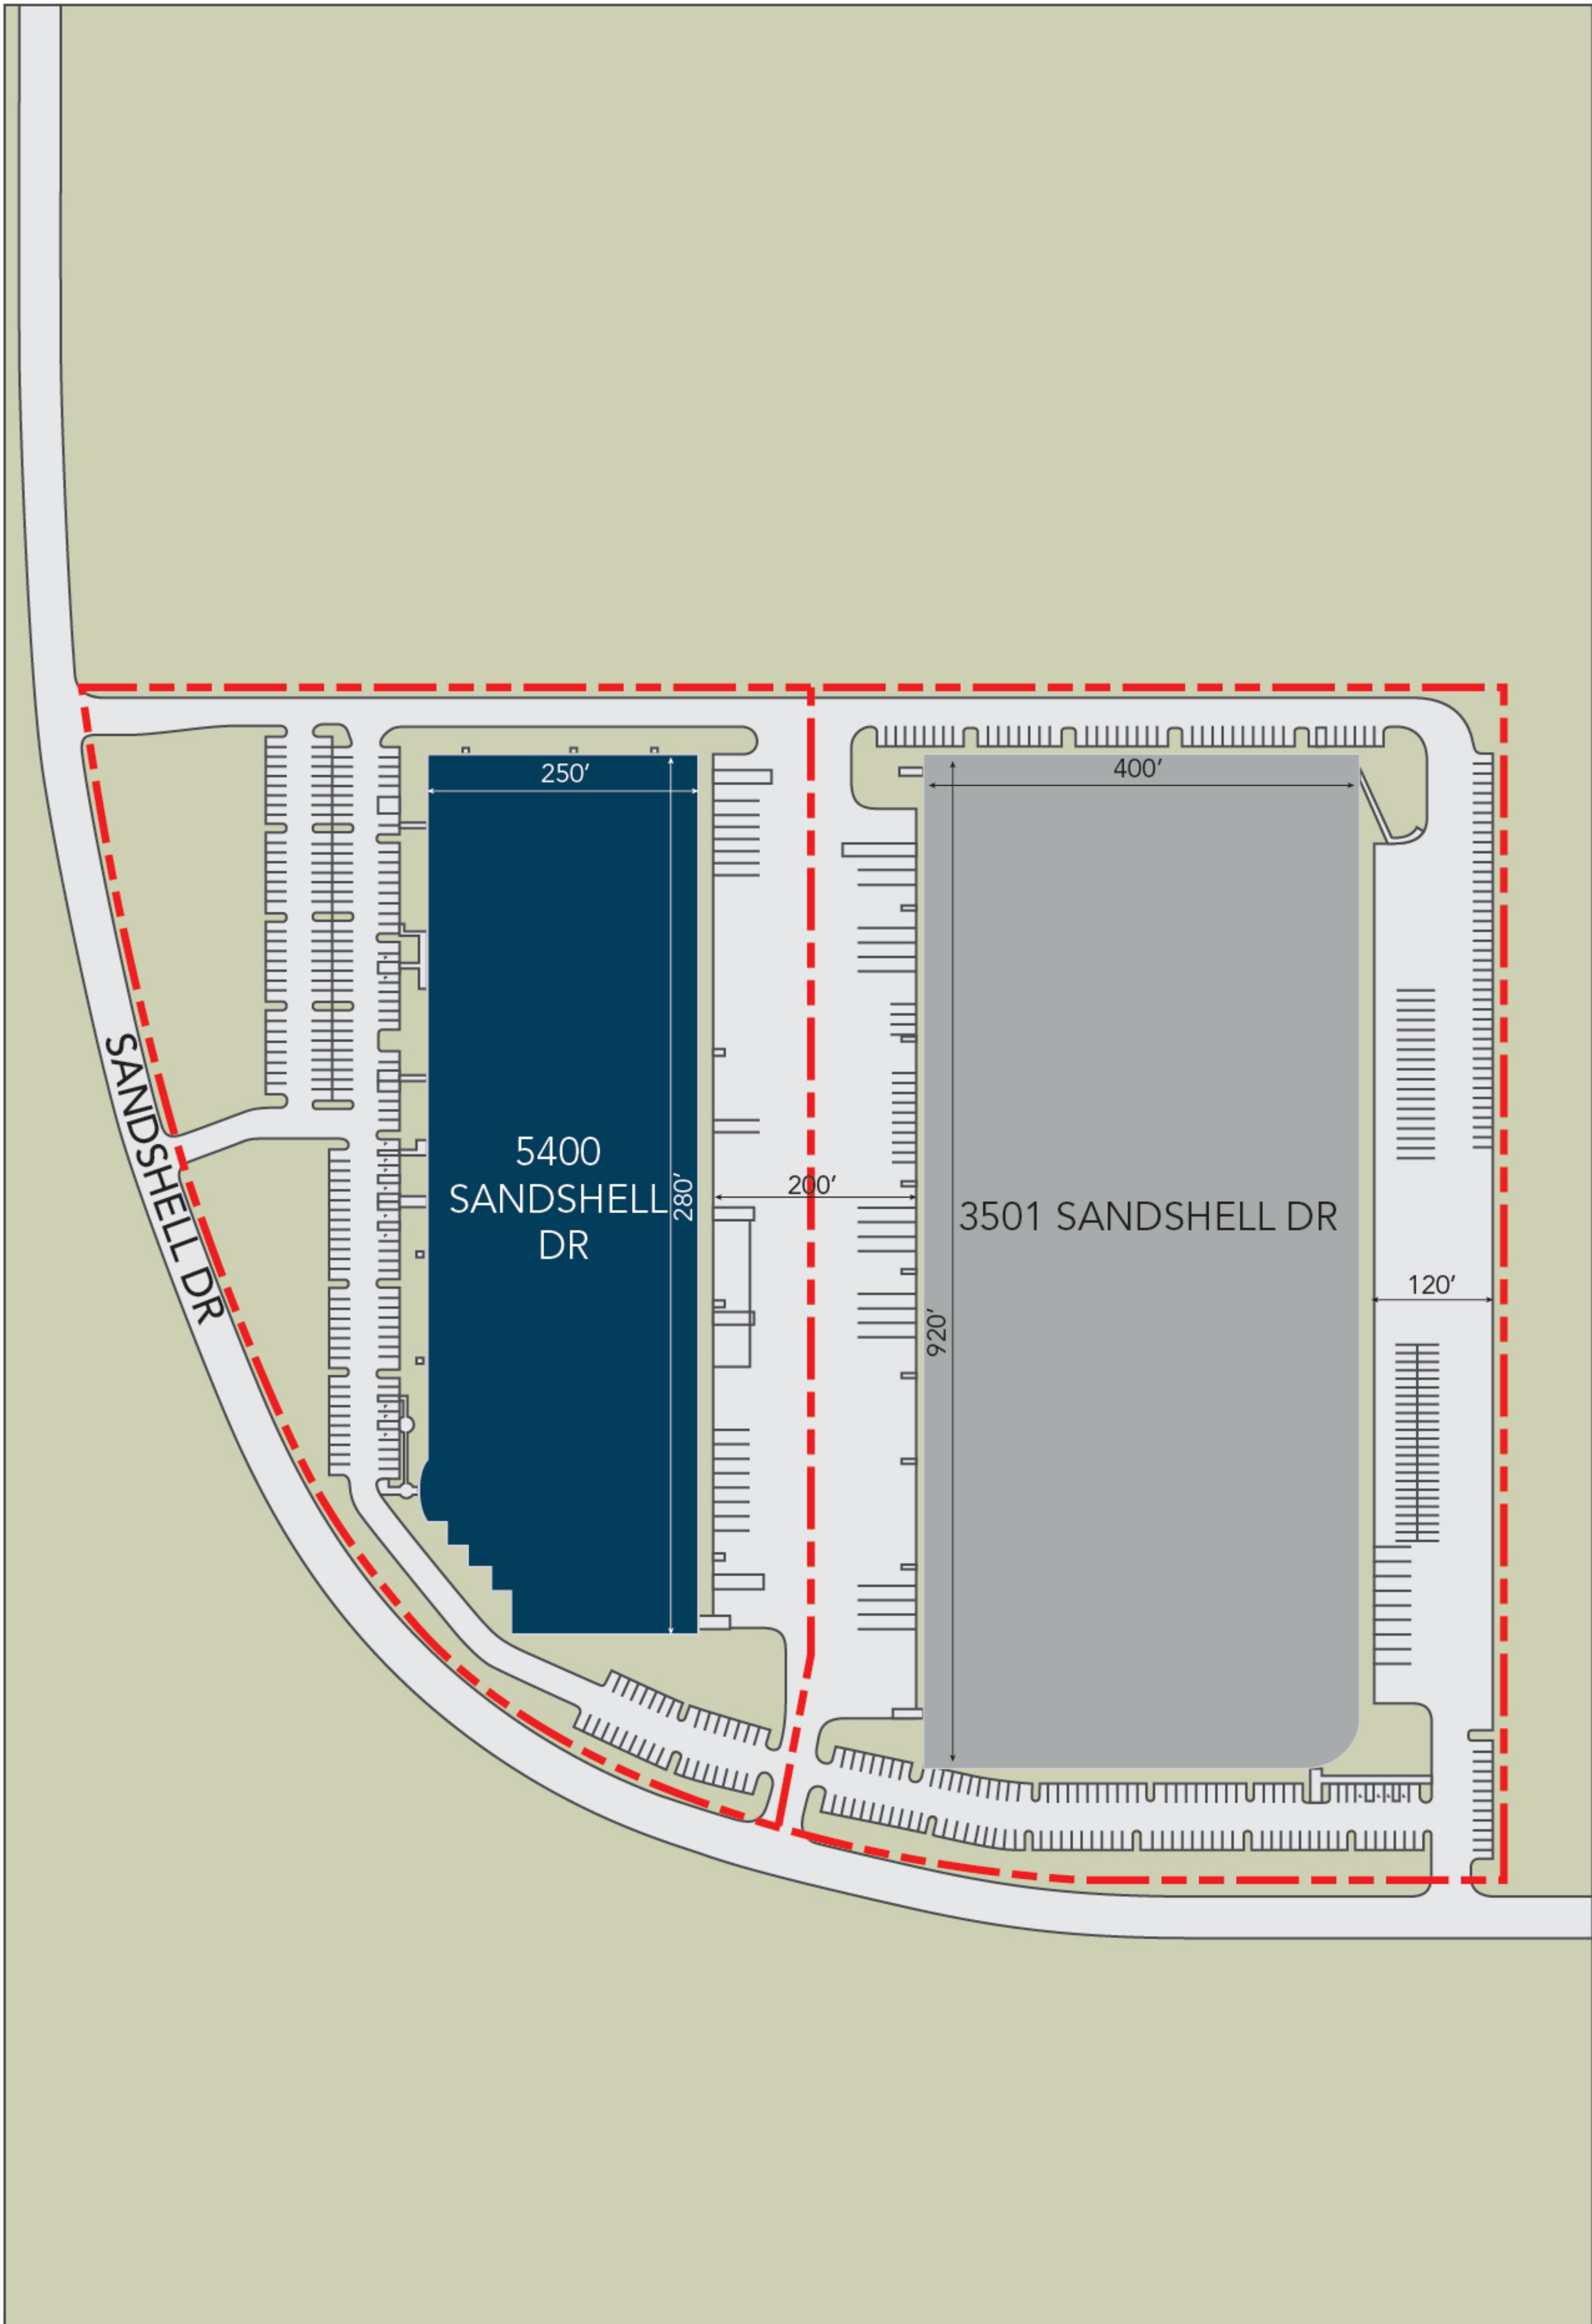 250’
400’
SANDSHELL DR
5400
SANDSHELL
DR
280’
200’
3501 SANDSHELL DR
120’
920’